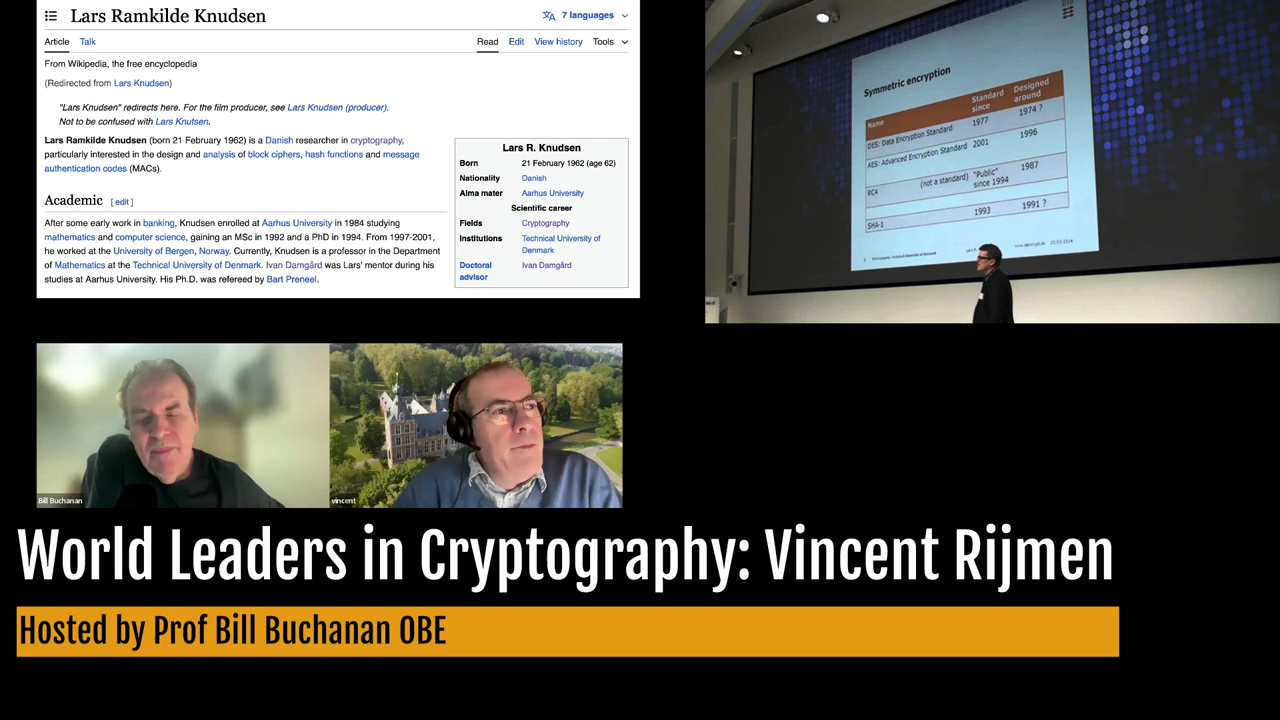 Lars Ramkilde Knudsen
7 languages
Article Talk Read Edit View history Tools
From Wikipedia, the free encyclopedia
(Redirected from Lars Knudsen)
"Lars Knudsen" redirects here. For the film producer, see Lars Knudsen (producer).
Not to be confused with Lars Knutsen.
Lars Ramkilde Knudsen (born 21 February 1962) is a Danish researcher in cryptography,
particularly interested in the design and analysis of block ciphers, hash functions and message
authentication codes (MACs).
Academic [ edit ]
After some early work in banking, Knudsen enrolled at Aarhus University in 1984 studying
mathematics and computer science, gaining an MSc in 1992 and a PhD in 1994. From 1997-2001,
he worked at the University of Bergen, Norway. Currently, Knudsen is a professor in the Department
of Mathematics at the Technical University of Denmark. Ivan Damgård was Lars' mentor during his
studies at Aarhus University. His Ph.D. was refereed by Bart Preneel.
Lars R. Knudsen
Born 21 February 1962 (age 62)
Nationality Danish
Alma mater Aarhus University
Scientific career
Fields Cryptography
Institutions Technical University of
Denmark
Doctoral Ivan Damgård
advisor
DTU
Symmetric encryption
Name Standard since Designed around
DES: Data Encryption Standard 1977 1974 ?
AES: Advanced Encryption Standard 2001 1996
RC4 (not a standard) "Public" since 1994 1987
SHA-1 1993 1991 ?
Bill Buchanan
vincent
World Leaders in Cryptography: Vincent Rijmen
Hosted by Prof Bill Buchanan OBE